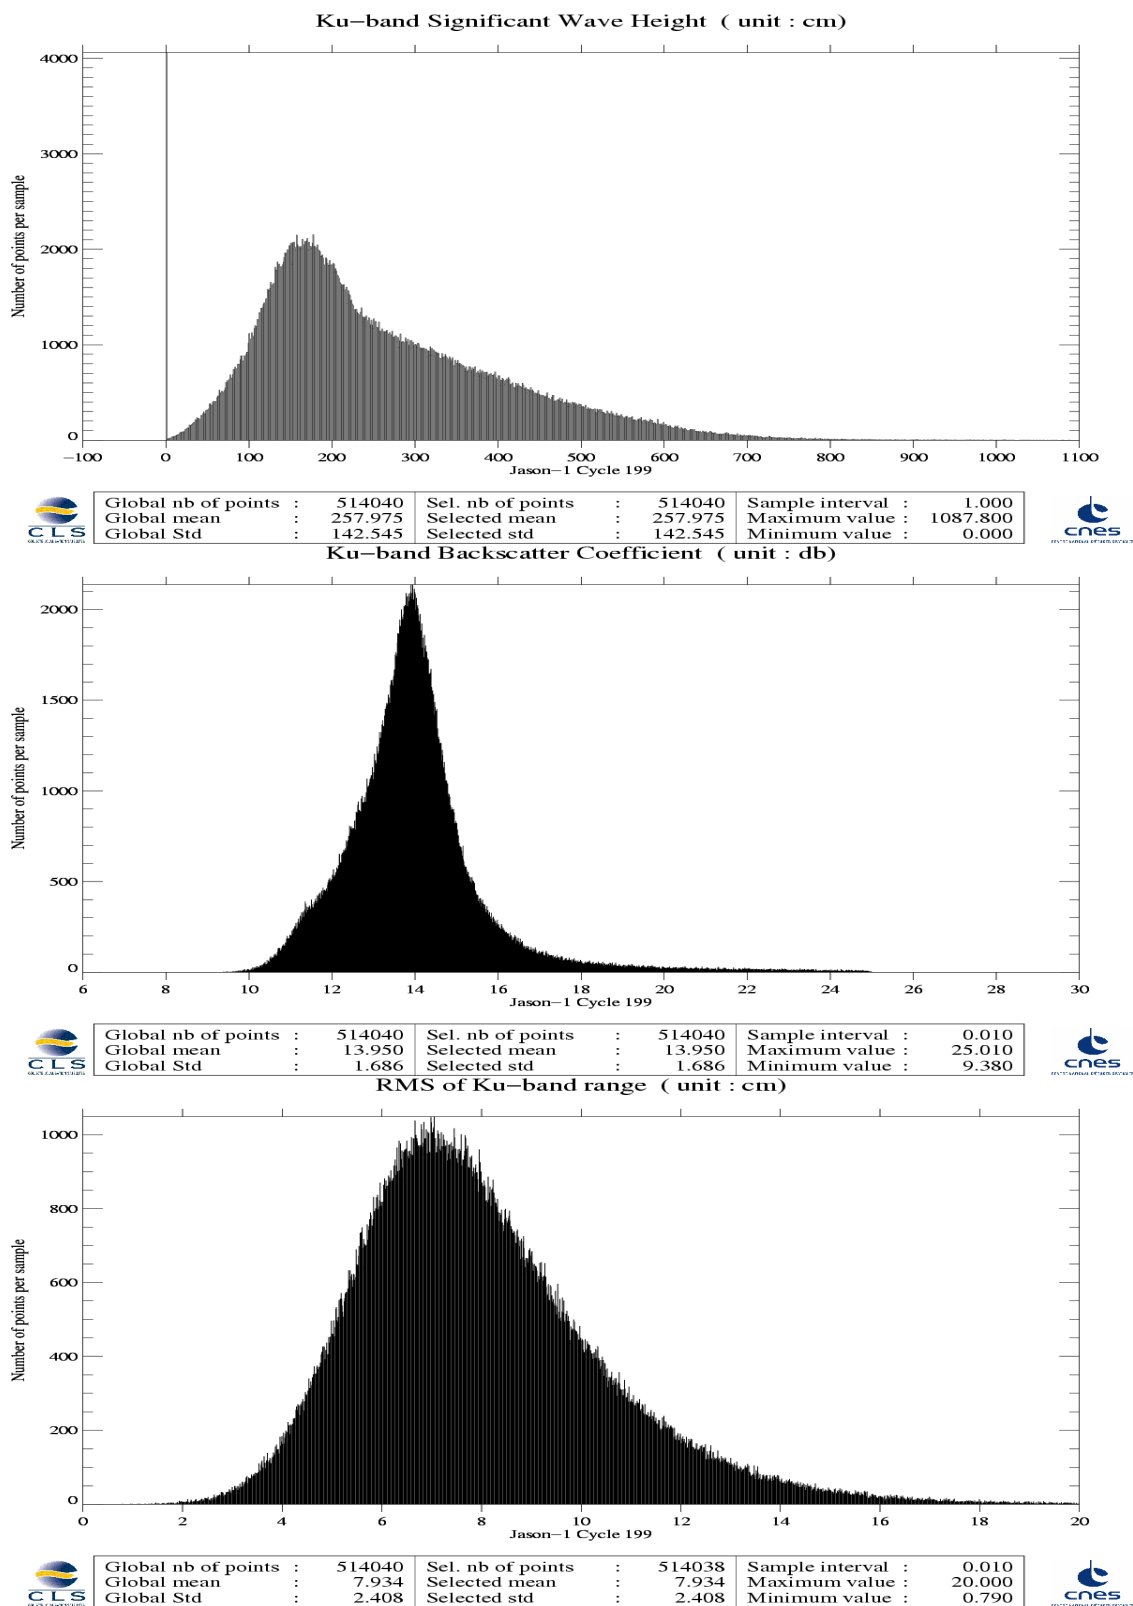 Ku-band Significant Wave Height ( unit : cm)
Number of points per sample
4000
3000
2000
1000
0
-100 0 100 200 300 400 500 600 700 800 900 1000 1100
Jason-1 Cycle 199
CLS
Global nb of points : 514040 Sel. nb of points : 514040 Sample interval : 1.000
Global mean : 257.975 Selected mean : 257.975 Maximum value : 1087.800
Global Std : 142.545 Selected std : 142.545 Minimum value : 0.000
cnes
Ku-band Backscatter Coefficient ( unit : db)
Number of points per sample
2000
1500
1000
500
0
6 8 10 12 14 16 18 20 22 24 26 28 30
Jason-1 Cycle 199
CLS
Global nb of points : 514040 Sel. nb of points : 514040 Sample interval : 0.010
Global mean : 13.950 Selected mean : 13.950 Maximum value : 25.010
Global Std : 1.686 Selected std : 1.686 Minimum value : 9.380
cnes
RMS of Ku-band range ( unit : cm)
Number of points per sample
1000
800
600
400
200
0
0 2 4 6 8 10 12 14 16 18 20
Jason-1 Cycle 199
CLS
Global nb of points : 514040 Sel. nb of points : 514038 Sample interval : 0.010
Global mean : 7.934 Selected mean : 7.934 Maximum value : 20.000
Global Std : 2.408 Selected std : 2.408 Minimum value : 0.790
cnes